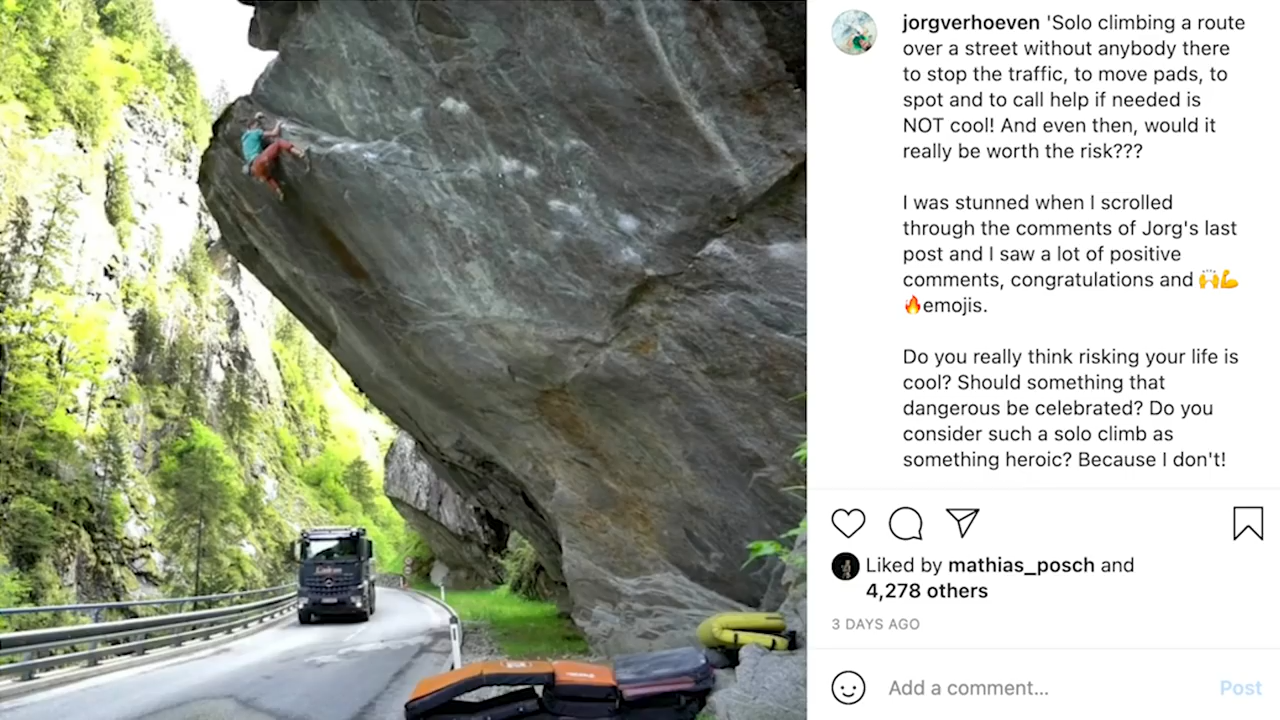 jorgverhoeven 'Solo climbing a route
over a street without anybody there
to stop the traffic, to move pads, to
spot and to call help if needed is
NOT cool! And even then, would it
really be worth the risk???
I was stunned when I scrolled
through the comments of Jorg's last
post and I saw a lot of positive
comments, congratulations and 🙌💪
🔥emojis.
Do you really think risking your life is
cool? Should something that
dangerous be celebrated? Do you
consider such a solo climb as
something heroic? Because I don't!
Liked by mathias_posch and
4,278 others
3 DAYS AGO
Add a comment... Post